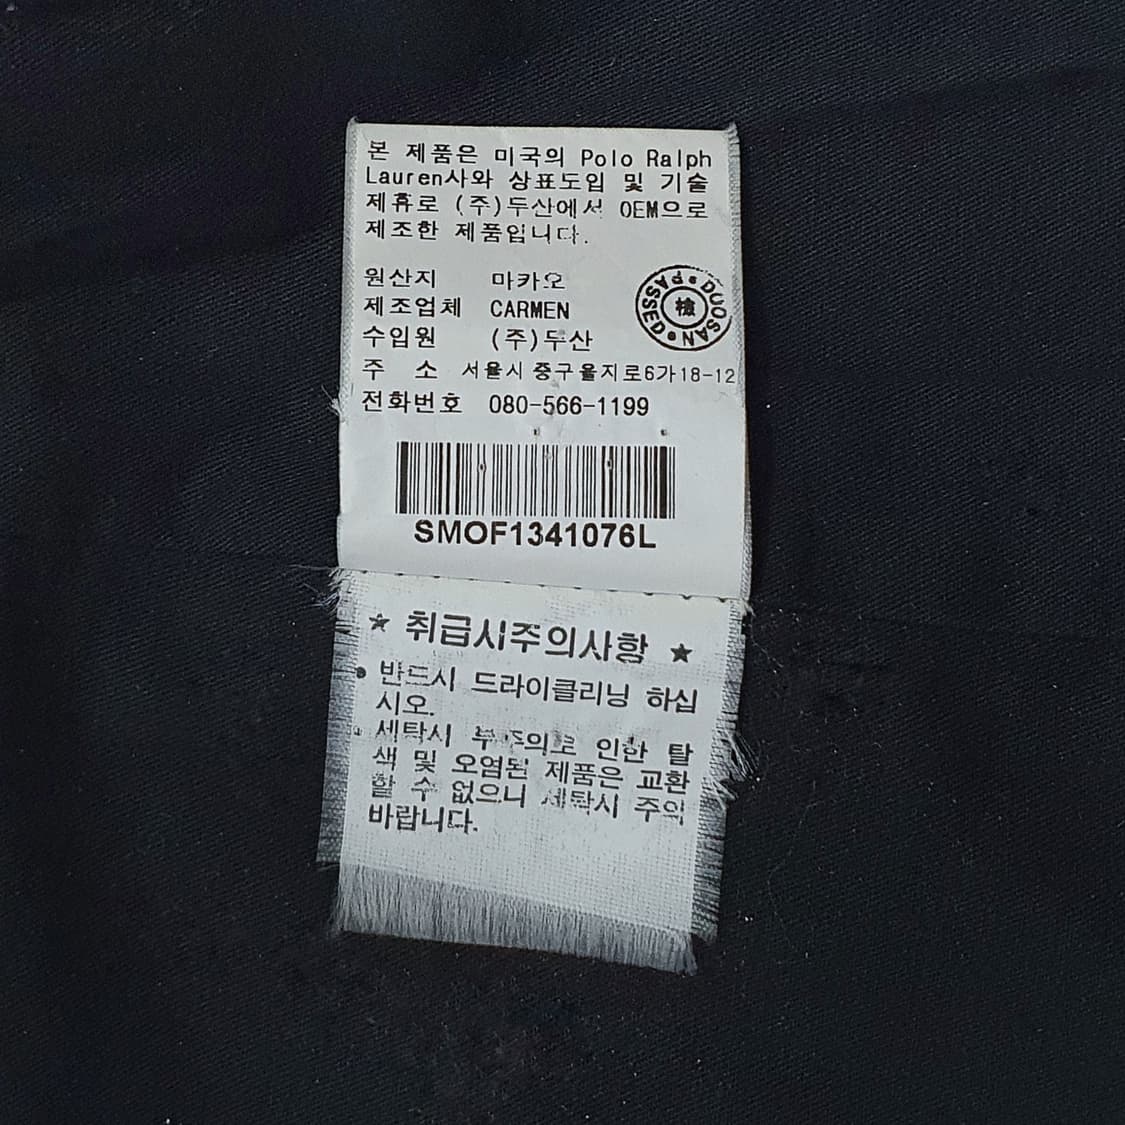 본 제품은 미국의 Polo Ralph
Lauren사와 상표도입 및 기술
제휴로 (주)두산에서 OEM으로
제조한 제품입니다.
원산지 마카오
제조업체 CARMEN
수입원 (주)두산
주 소 서울시 중구 을지로6가18-12
전화번호 080-566-1199
PASSED • DOOSAN •
檢
SMOF1341076L
★ 취급시주의사항 ★
• 반드시 드라이클리닝 하십
시오.
• 세탁시 부주의로 인한 탈
색 및 오염된 제품은 교환
할 수 없으니 세탁시 주의
바랍니다.